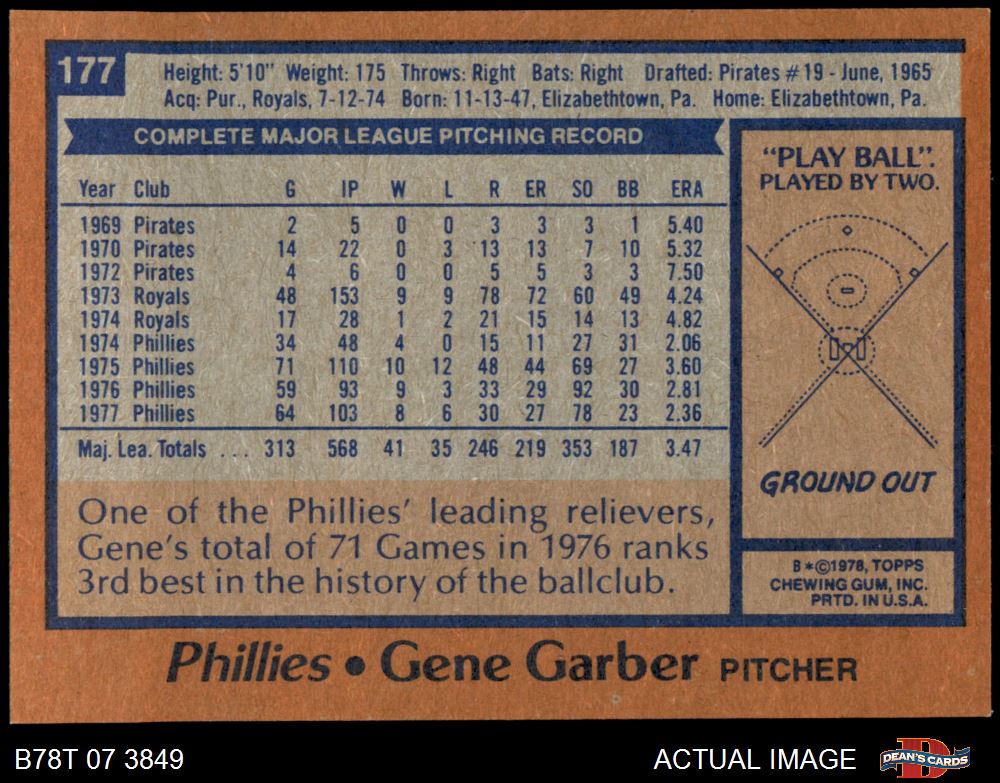 177
Height: 5'10" Weight: 175 Throws: Right Bats: Right Drafted: Pirates #19 - June, 1965
Acq: Pur., Royals, 7-12-74 Born: 11-13-47, Elizabethtown, Pa. Home: Elizabethtown, Pa.
COMPLETE MAJOR LEAGUE PITCHING RECORD
Year Club G IP W L R ER SO BB ERA
1969 Pirates 2 5 0 0 3 3 3 1 5.40
1970 Pirates 14 22 0 3 13 13 7 10 5.32
1972 Pirates 4 6 0 0 5 5 3 3 7.50
1973 Royals 48 153 9 9 78 72 60 49 4.24
1974 Royals 17 28 1 2 21 15 14 13 4.82
1974 Phillies 34 48 4 0 15 11 27 31 2.06
1975 Phillies 71 110 10 12 48 44 69 27 3.60
1976 Phillies 59 93 9 3 33 29 92 30 2.81
1977 Phillies 64 103 8 6 30 27 78 23 2.36
Maj. Lea. Totals ... 313 568 41 35 246 219 353 187 3.47
One of the Phillies' leading relievers,
Gene's total of 71 Games in 1976 ranks
3rd best in the history of the ballclub.
"PLAY BALL".
PLAYED BY TWO.
GROUND OUT
B*©1978, TOPPS
CHEWING GUM, INC.
PRTD. IN U.S.A.
Phillies • Gene Garber PITCHER
B78T 07 3849
ACTUAL IMAGE
DEAN'S CARDS